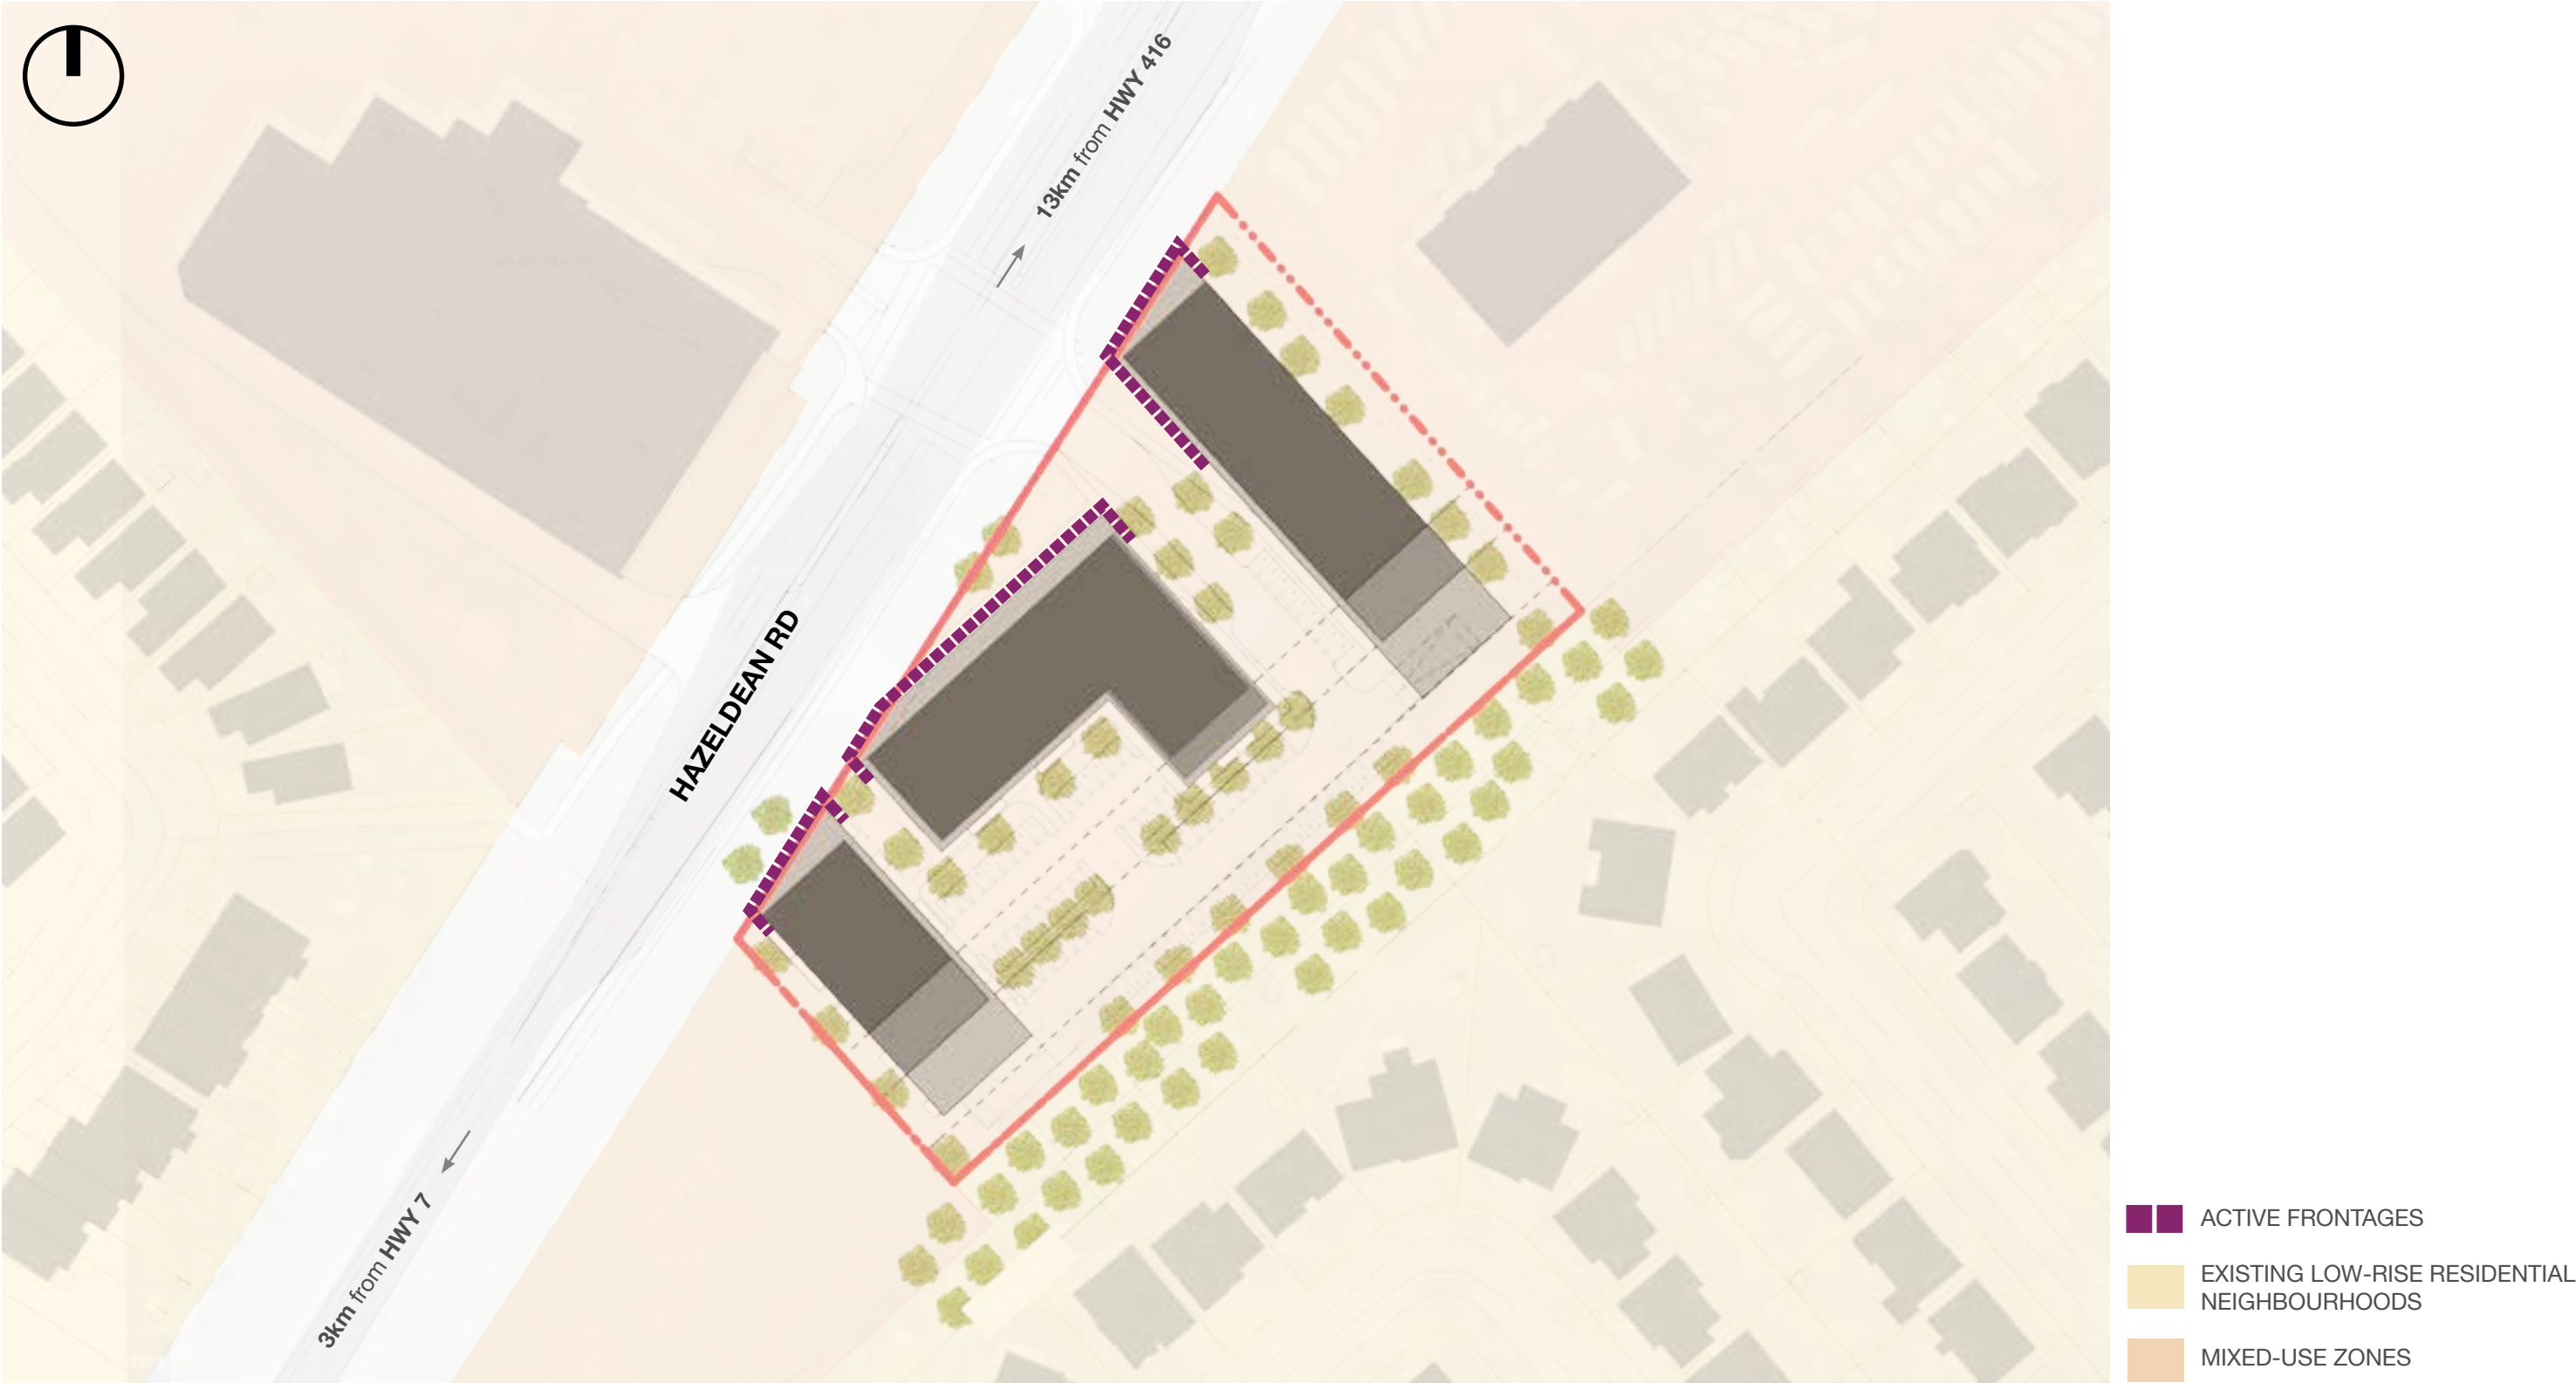 13km from HWY 416
HAZELDEAN RD
3km from HWY 7
ACTIVE FRONTAGES
EXISTING LOW-RISE RESIDENTIAL
NEIGHBOURHOODS
MIXED-USE ZONES